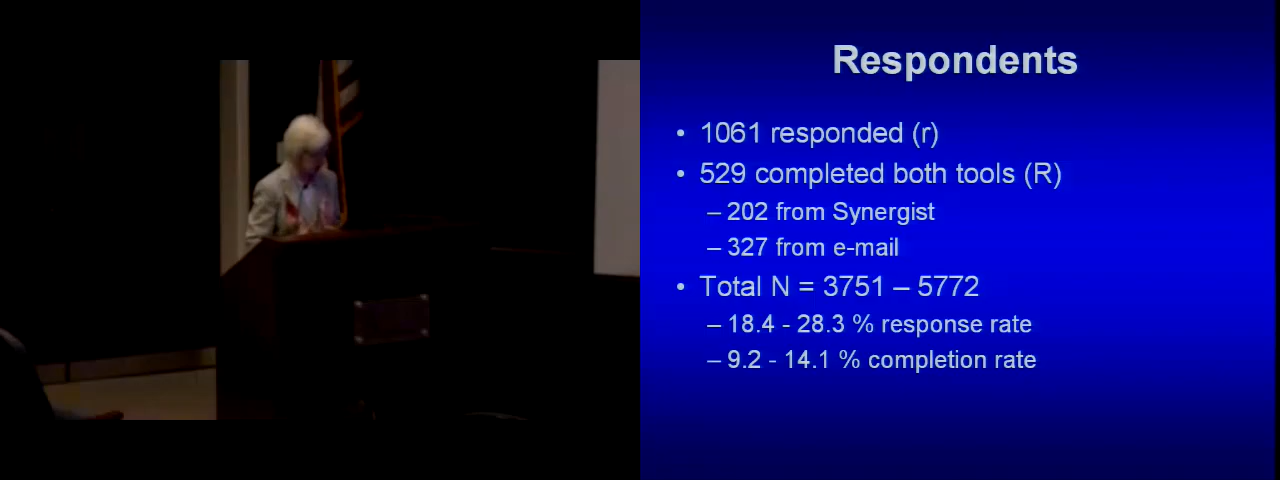 Respondents
• 1061 responded (r)
• 529 completed both tools (R)
– 202 from Synergist
– 327 from e-mail
• Total N = 3751 – 5772
– 18.4 - 28.3 % response rate
– 9.2 - 14.1 % completion rate